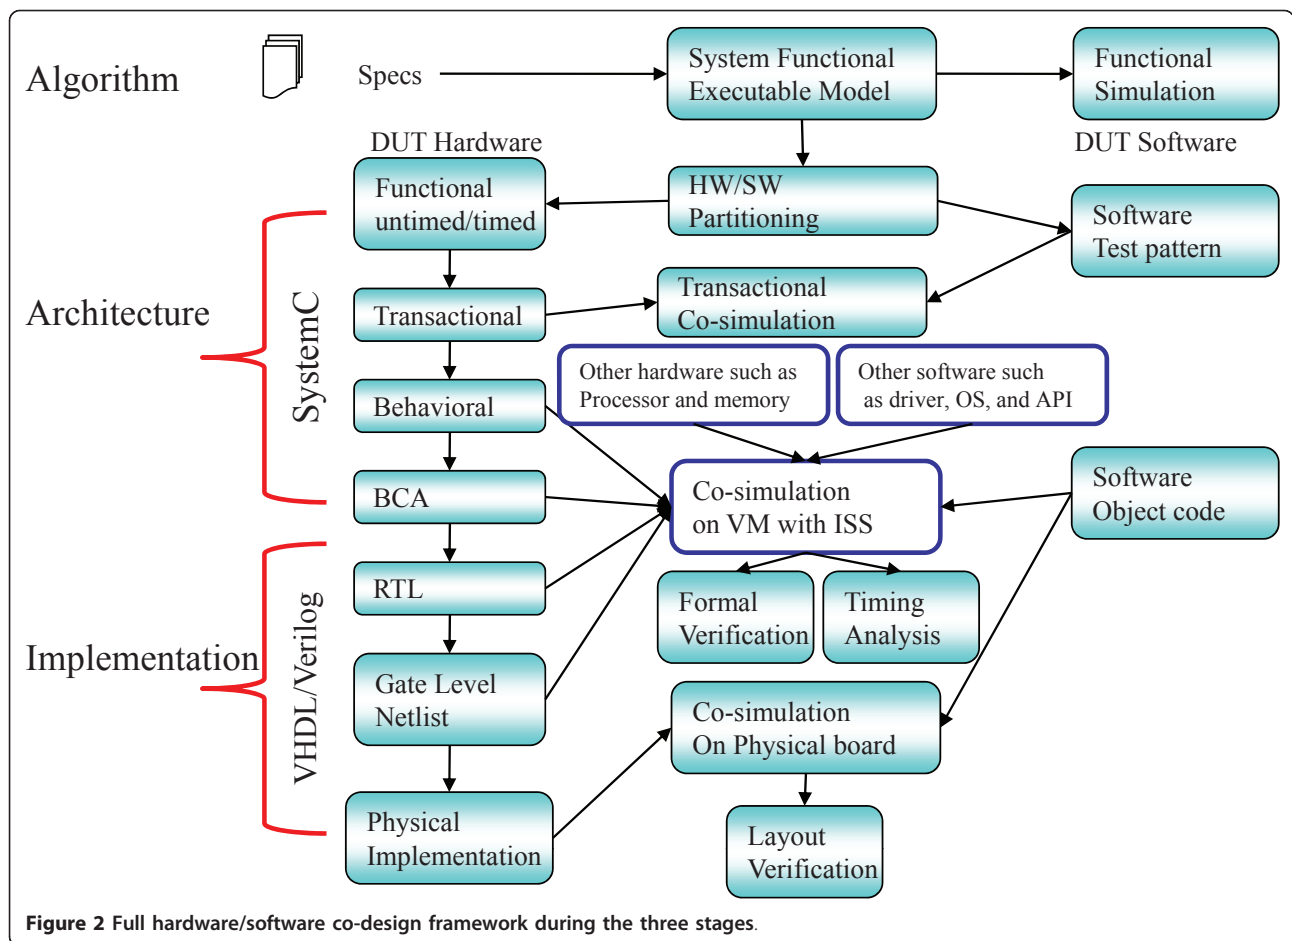 Algorithm
Specs
System Functional
Executable Model
Functional
Simulation
DUT Hardware
DUT Software
Functional
untimed/timed
HW/SW
Partitioning
Software
Test pattern
Architecture
SystemC
Transactional
Transactional
Co-simulation
Other hardware such as
Processor and memory
Other software such
as driver, OS, and API
Behavioral
BCA
Co-simulation
on VM with ISS
Software
Object code
Implementation
VHDL/Verilog
RTL
Formal
Verification
Timing
Analysis
Gate Level
Netlist
Co-simulation
On Physical board
Physical
Implementation
Layout
Verification
Figure 2 Full hardware/software co-design framework during the three stages.